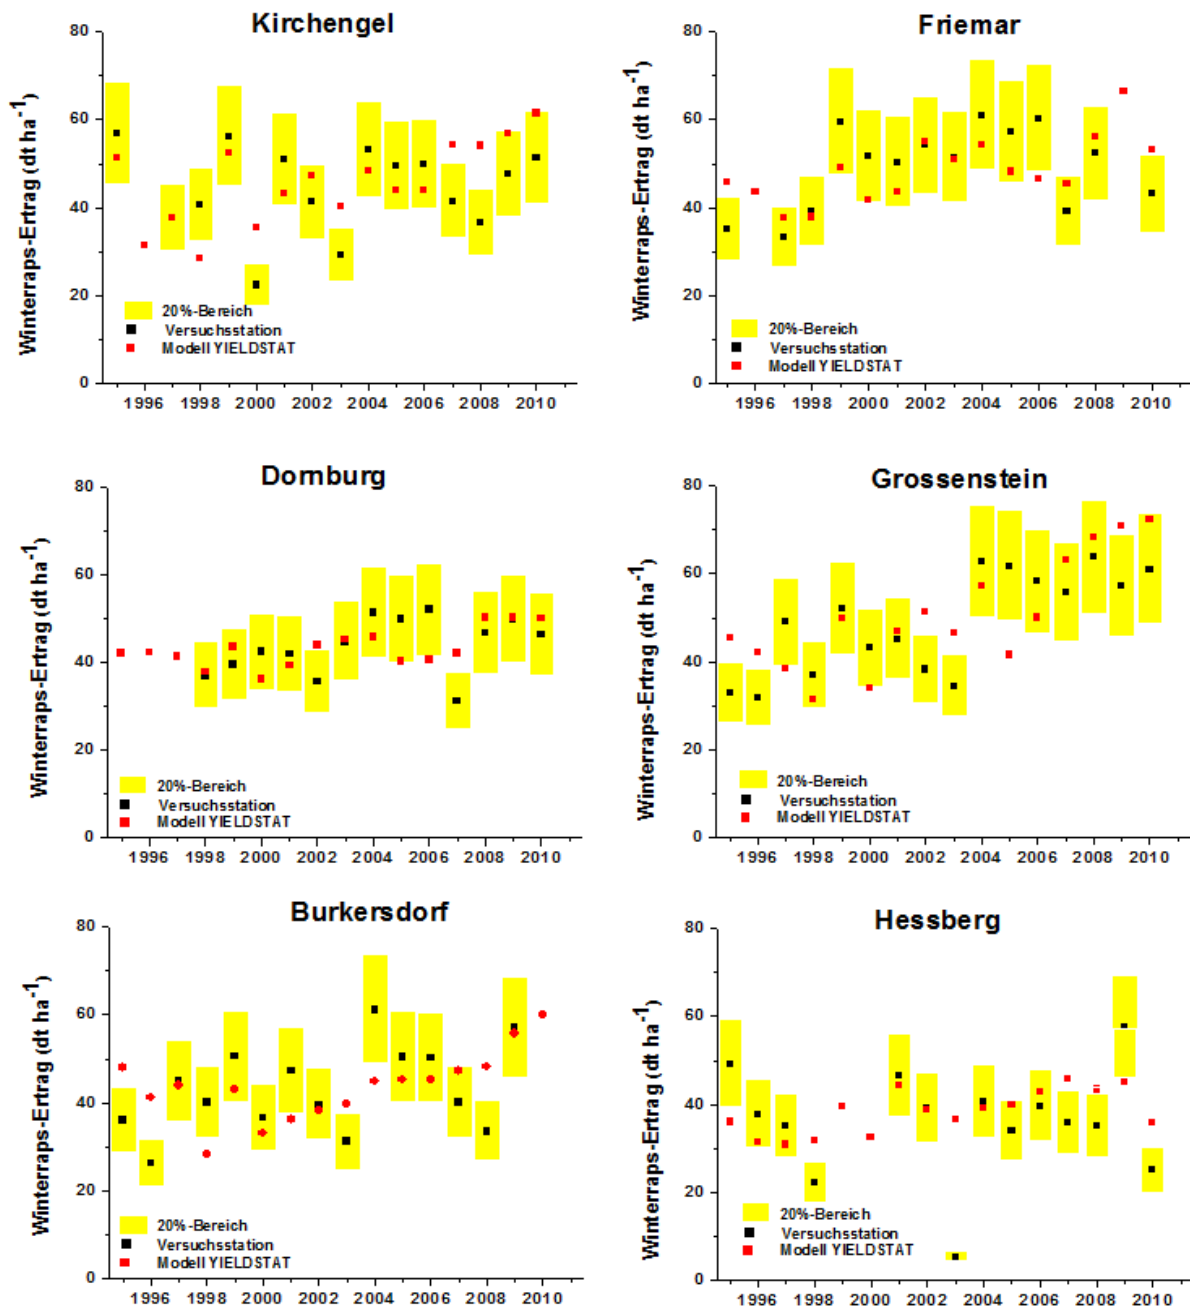 Kirchengel
Winterraps-Ertrag (dt ha⁻¹)
80
60
40
20
0
20%-Bereich
Versuchsstation
Modell YIELDSTAT
1996 1998 2000 2002 2004 2006 2008 2010
Friemar
Winterraps-Ertrag (dt ha⁻¹)
80
60
40
20
0
20%-Bereich
Versuchsstation
Modell YIELDSTAT
1996 1998 2000 2002 2004 2006 2008 2010
Dornburg
Winterraps-Ertrag (dt ha⁻¹)
80
60
40
20
0
20%-Bereich
Versuchsstation
Modell YIELDSTAT
1996 1998 2000 2002 2004 2006 2008 2010
Grossenstein
Winterraps-Ertrag (dt ha⁻¹)
80
60
40
20
0
20%-Bereich
Versuchsstation
Modell YIELDSTAT
1996 1998 2000 2002 2004 2006 2008 2010
Burkersdorf
Winterraps-Ertrag (dt ha⁻¹)
80
60
40
20
0
20%-Bereich
Versuchsstation
Modell YIELDSTAT
1996 1998 2000 2002 2004 2006 2008 2010
Hessberg
Winterraps-Ertrag (dt ha⁻¹)
80
60
40
20
0
20%-Bereich
Versuchsstation
Modell YIELDSTAT
1996 1998 2000 2002 2004 2006 2008 2010